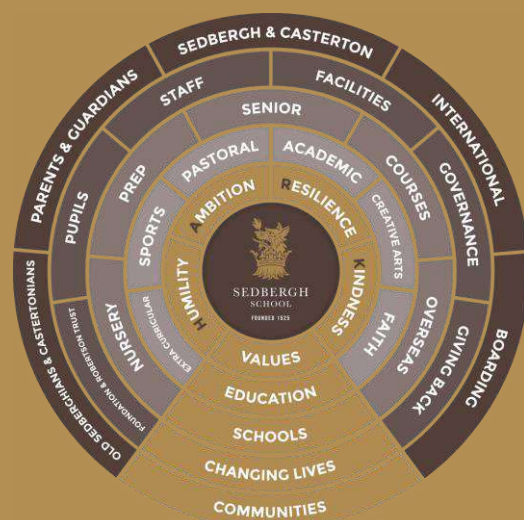 SEDBERGH & CASTERTON
PARENTS & GUARDIANS
INTERNATIONAL
OLD SEDBERGHIANS & CASTERTONIANS
BOARDING
STAFF
FACILITIES
PUPILS
GOVERNANCE
FOUNDATION & ROBERTSON TRUST
GIVING BACK
SENIOR
PREP
COURSES
NURSERY
OVERSEAS
PASTORAL
ACADEMIC
SPORTS
CREATIVE ARTS
EXTRA CURRICULAR
FAITH
AMBITION
RESILIENCE
HUMILITY
KINDNESS
SEDBERGH
SCHOOL
FOUNDED 1525
VALUES
EDUCATION
SCHOOLS
CHANGING LIVES
COMMUNITIES